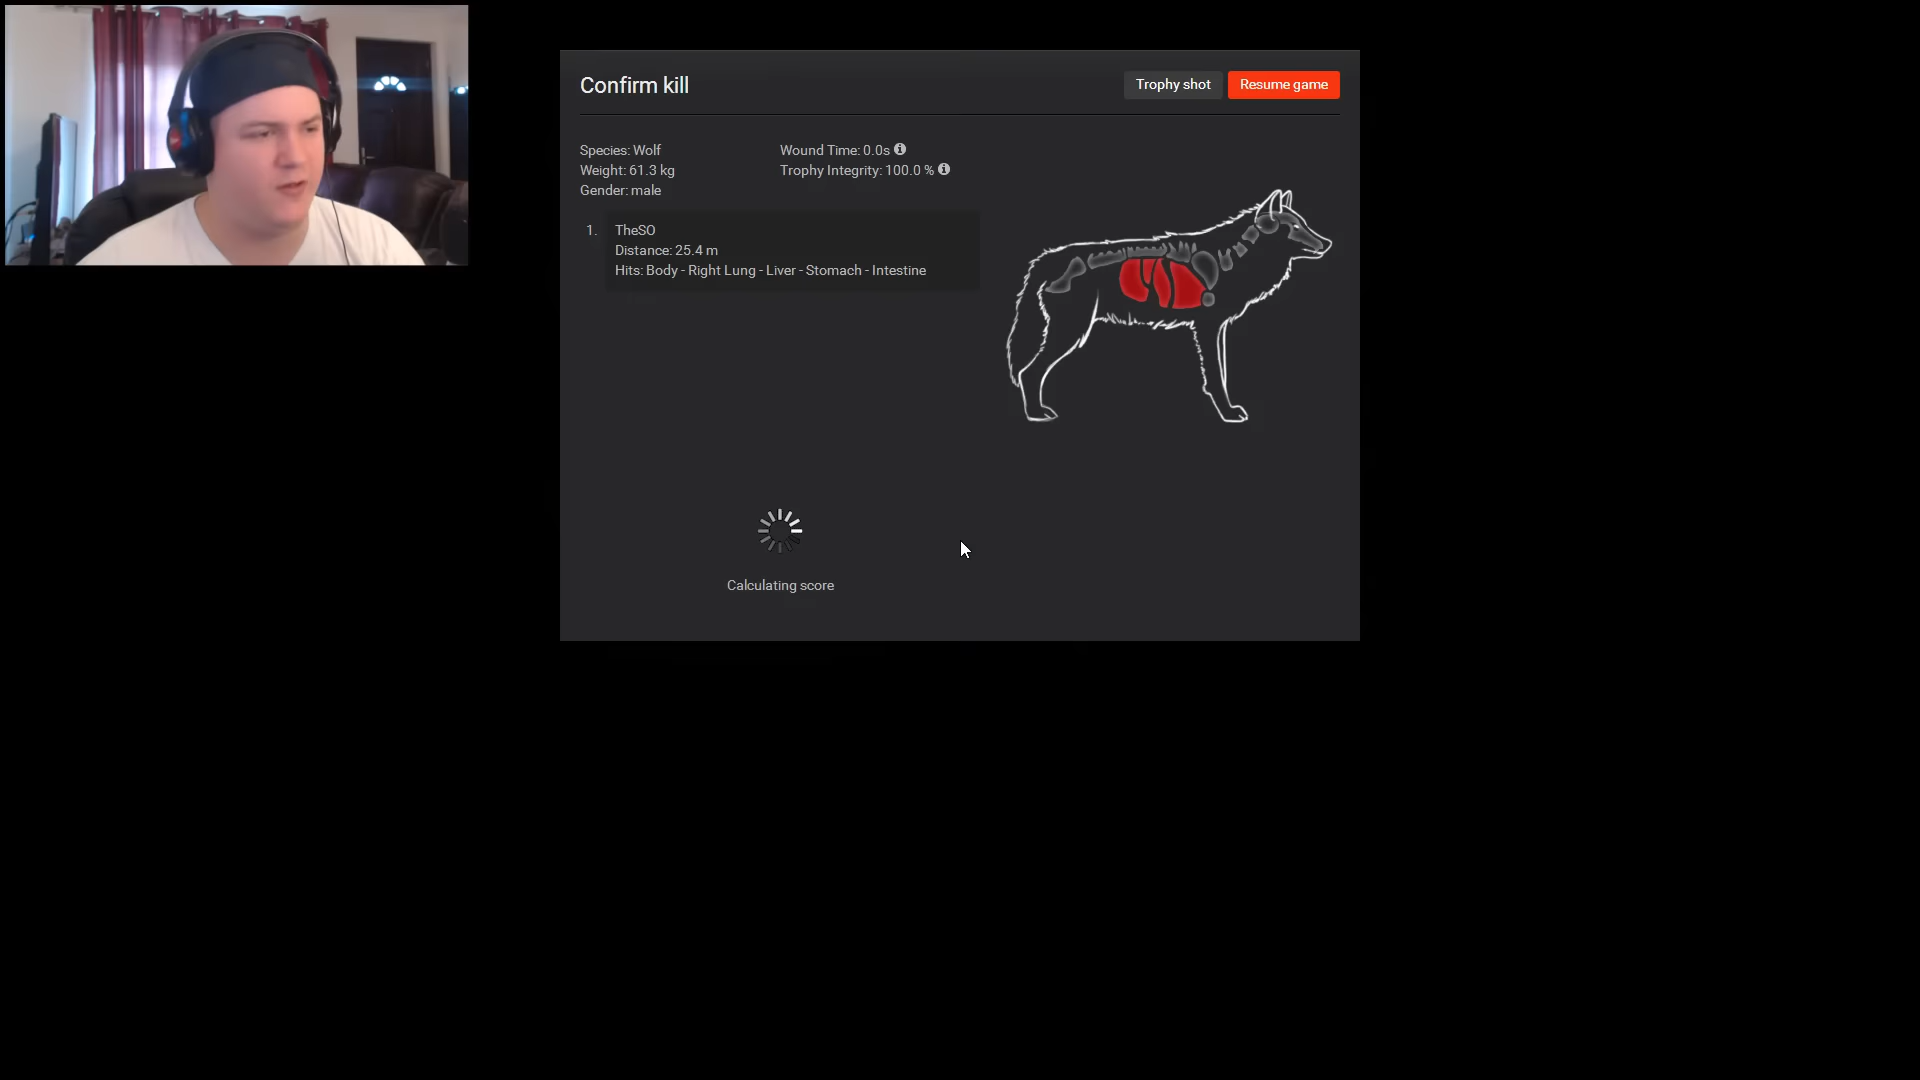 Confirm kill
Trophy shot
Resume game
Species: Wolf
Weight: 61.3 kg
Gender: male
Wound Time: 0.0s
Trophy Integrity: 100.0 %
1. TheSO
Distance: 25.4 m
Hits: Body - Right Lung - Liver - Stomach - Intestine
Calculating score